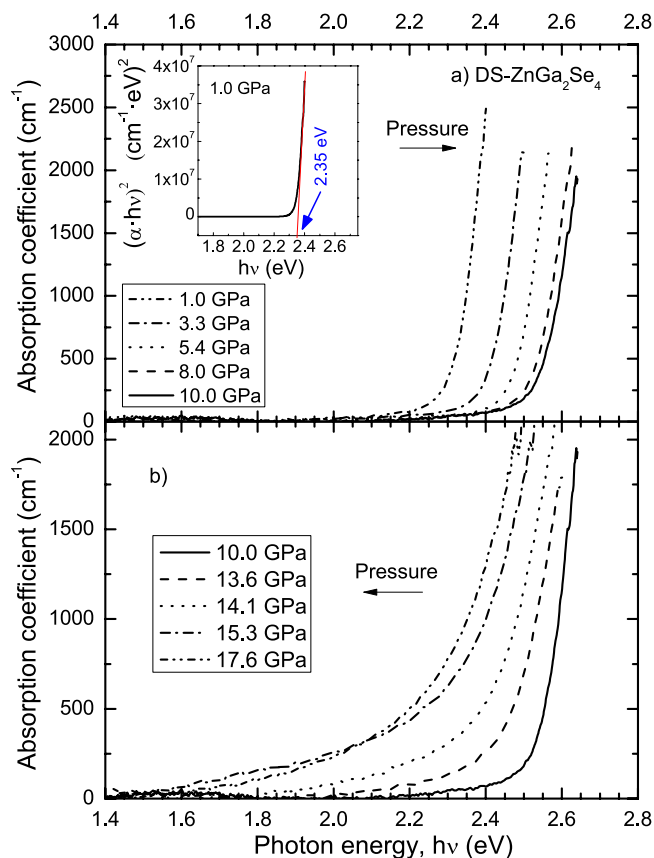 1.4 1.6 1.8 2.0 2.2 2.4 2.6 2.8
3000
2500
2000
1500
1000
500
0
Absorption coefficient (cm⁻¹)
a) DS-ZnGa₂Se₄
Pressure
4x10⁷
3x10⁷
2x10⁷
1x10⁷
0
(α·hν)² (cm⁻¹·eV)²
1.0 GPa
2.35 eV
1.8 2.0 2.2 2.4 2.6
hν (eV)
1.0 GPa
3.3 GPa
5.4 GPa
8.0 GPa
10.0 GPa
2000
1500
1000
500
0
Absorption coefficient (cm⁻¹)
b)
Pressure
10.0 GPa
13.6 GPa
14.1 GPa
15.3 GPa
17.6 GPa
1.4 1.6 1.8 2.0 2.2 2.4 2.6 2.8
Photon energy, hν (eV)